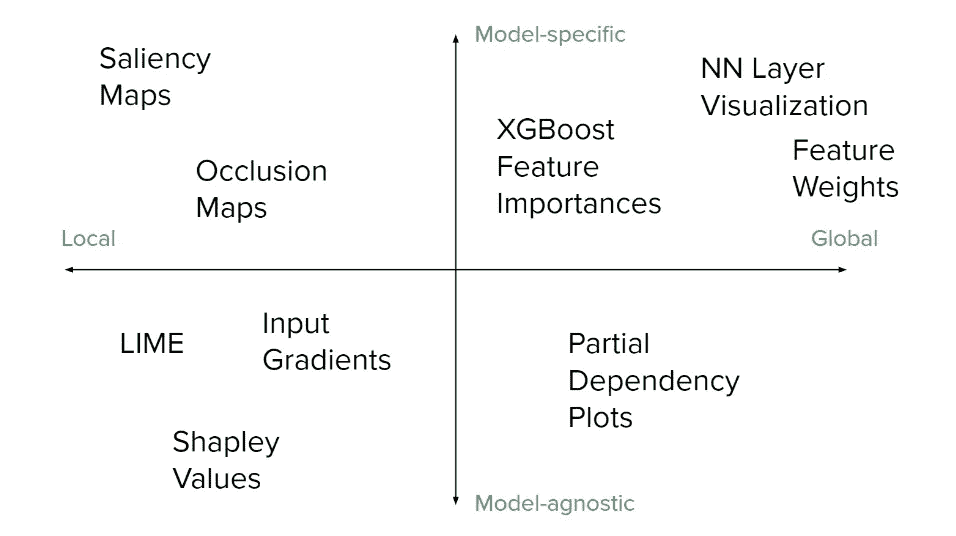 Model-specific
Saliency
Maps
NN Layer
Visualization
XGBoost
Feature
Importances
Feature
Weights
Occlusion
Maps
Local
Global
LIME
Input
Gradients
Partial
Dependency
Plots
Shapley
Values
Model-agnostic